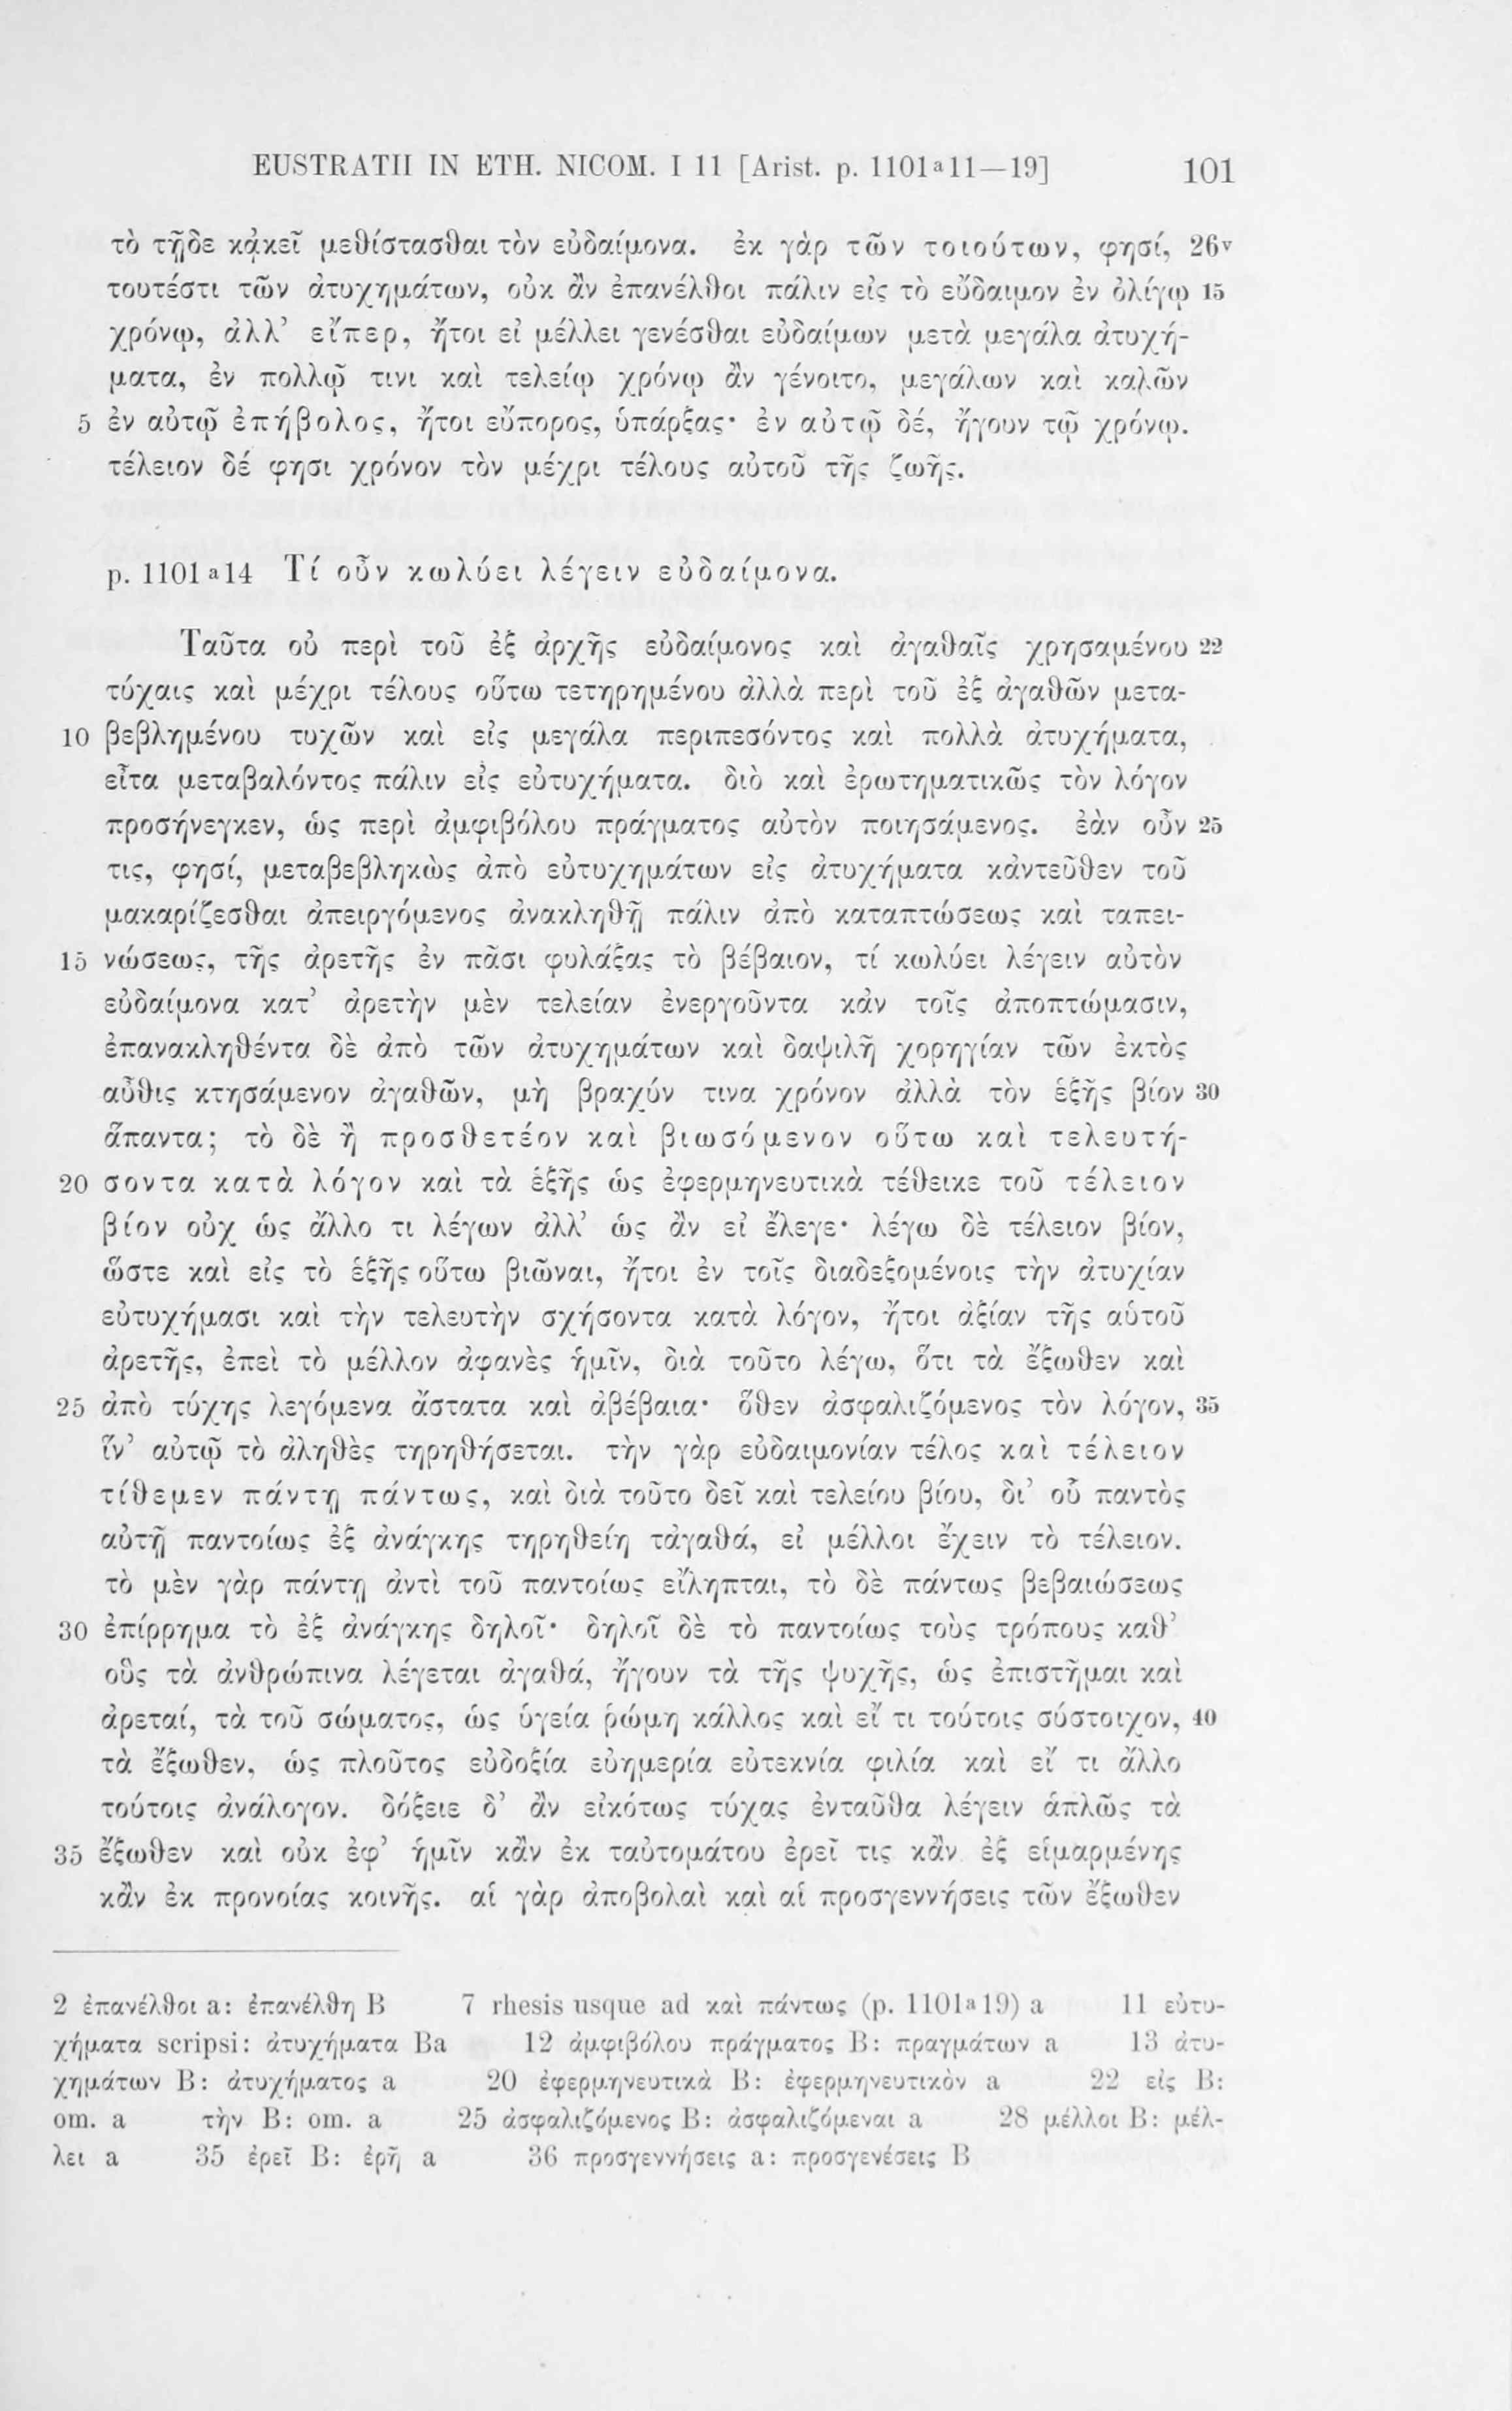 EUSTRATII IN ETH. NICOM. I 11 [Arist. p. 1101a11—19] 101
τὸ τῇδε κἀκεῖ μεθίστασθαι τὸν εὐδαίμονα. ἐκ γὰρ τῶν τοιούτων, φησί, 26v
τουτέστι τῶν ἀτυχημάτων, οὐκ ἂν ἐπανέλθοι πάλιν εἰς τὸ εὔδαιμον ἐν ὀλίγῳ 15
χρόνῳ, ἀλλ’ εἴπερ, ἤτοι εἰ μέλλει γενέσθαι εὐδαίμων μετὰ μεγάλα ἀτυχή-
ματα, ἐν πολλῷ τινι καὶ τελείῳ χρόνῳ ἂν γένοιτο, μεγάλων καὶ καλῶν
5 ἐν αὐτῷ ἐπήβολος, ἤτοι εὔπορος, ὑπάρξας· ἐν αὐτῷ δέ, ἤγουν τῷ χρόνῳ.
τέλειον δέ φησι χρόνον τὸν μέχρι τέλους αὐτοῦ τῆς ζωῆς.
p. 1101a14 Τί οὖν κωλύει λέγειν εὐδαίμονα.
Ταῦτα οὐ περὶ τοῦ ἐξ ἀρχῆς εὐδαίμονος καὶ ἀγαθαῖς χρησαμένου 22
τύχαις καὶ μέχρι τέλους οὕτω τετηρημένου ἀλλὰ περὶ τοῦ ἐξ ἀγαθῶν μετα-
10 βεβλημένου τυχῶν καὶ εἰς μεγάλα περιπεσόντος καὶ πολλὰ ἀτυχήματα,
εἶτα μεταβαλόντος πάλιν εἰς εὐτυχήματα. διὸ καὶ ἐρωτηματικῶς τὸν λόγον
προσήνεγκεν, ὡς περὶ ἀμφιβόλου πράγματος αὐτὸν ποιησάμενος. ἐὰν οὖν 25
τις, φησί, μεταβεβληκὼς ἀπὸ εὐτυχημάτων εἰς ἀτυχήματα κἀντεῦθεν τοῦ
μακαρίζεσθαι ἀπειργόμενος ἀνακληθῇ πάλιν ἀπὸ καταπτώσεως καὶ ταπει-
15 νώσεως, τῆς ἀρετῆς ἐν πᾶσι φυλάξας τὸ βέβαιον, τί κωλύει λέγειν αὐτὸν
εὐδαίμονα κατ’ ἀρετὴν μὲν τελείαν ἐνεργοῦντα κἀν τοῖς ἀποπτώμασιν,
ἐπανακληθέντα δὲ ἀπὸ τῶν ἀτυχημάτων καὶ δαψιλῆ χορηγίαν τῶν ἐκτὸς
αὖθις κτησάμενον ἀγαθῶν, μὴ βραχύν τινα χρόνον ἀλλὰ τὸν ἑξῆς βίον 30
ἅπαντα; τὸ δὲ ἢ προσθετέον καὶ βιωσόμενον οὕτω καὶ τελευτή-
20 σοντα κατὰ λόγον καὶ τὰ ἑξῆς ὡς ἐφερμηνευτικὰ τέθεικε τοῦ τέλειον
βίον οὐχ ὡς ἄλλο τι λέγων ἀλλ’ ὡς ἂν εἰ ἔλεγε· λέγω δὲ τέλειον βίον,
ὥστε καὶ εἰς τὸ ἑξῆς οὕτω βιῶναι, ἤτοι ἐν τοῖς διαδεξομένοις τὴν ἀτυχίαν
εὐτυχήμασι καὶ τὴν τελευτὴν σχήσοντα κατὰ λόγον, ἤτοι ἀξίαν τῆς αὑτοῦ
ἀρετῆς, ἐπεὶ τὸ μέλλον ἀφανὲς ἡμῖν, διὰ τοῦτο λέγω, ὅτι τὰ ἔξωθεν καὶ
25 ἀπὸ τύχης λεγόμενα ἄστατα καὶ ἀβέβαια· ὅθεν ἀσφαλιζόμενος τὸν λόγον, 35
ἵν’ αὐτῷ τὸ ἀληθὲς τηρηθήσεται. τὴν γὰρ εὐδαιμονίαν τέλος καὶ τέλειον
τίθεμεν πάντῃ πάντως, καὶ διὰ τοῦτο δεῖ καὶ τελείου βίου, δι’ οὗ παντὸς
αὐτῇ παντοίως ἐξ ἀνάγκης τηρηθείη τἀγαθά, εἰ μέλλοι ἔχειν τὸ τέλειον.
τὸ μὲν γὰρ πάντῃ ἀντὶ τοῦ παντοίως εἴληπται, τὸ δὲ πάντως βεβαιώσεως
30 ἐπίρρημα τὸ ἐξ ἀνάγκης δηλοῖ· δηλοῖ δὲ τὸ παντοίως τοὺς τρόπους καθ’
οὓς τὰ ἀνθρώπινα λέγεται ἀγαθά, ἤγουν τὰ τῆς ψυχῆς, ὡς ἐπιστῆμαι καὶ
ἀρεταί, τὰ τοῦ σώματος, ὡς ὑγεία ῥώμη κάλλος καὶ εἴ τι τούτοις σύστοιχον, 40
τὰ ἔξωθεν, ὡς πλοῦτος εὐδοξία εὐημερία εὐτεκνία φιλία καὶ εἴ τι ἄλλο
τούτοις ἀνάλογον. δόξειε δ’ ἂν εἰκότως τύχας ἐνταῦθα λέγειν ἁπλῶς τὰ
35 ἔξωθεν καὶ οὐκ ἐφ’ ἡμῖν κἂν ἐκ ταὐτομάτου ἐρεῖ τις κἂν ἐξ εἱμαρμένης
κἂν ἐκ προνοίας κοινῆς. αἱ γὰρ ἀποβολαὶ καὶ αἱ προσγεννήσεις τῶν ἔξωθεν
2 ἐπανέλθοι a: ἐπανέλθη B 7 rhesis usque ad καὶ πάντως (p. 1101a19) a 11 εὐτυ-
χήματα scripsi: ἀτυχήματα Ba 12 ἀμφιβόλου πράγματος B: πραγμάτων a 13 ἀτυ-
χημάτων B: ἀτυχήματος a 20 ἐφερμηνευτικὰ B: ἐφερμηνευτικὸν a 22 εἰς B:
om. a τὴν B: om. a 25 ἀσφαλιζόμενος B: ἀσφαλιζόμεναι a 28 μέλλοι B: μέλ-
λει a 35 ἐρεῖ B: ἐρῆ a 36 προσγεννήσεις a: προσγενέσεις B